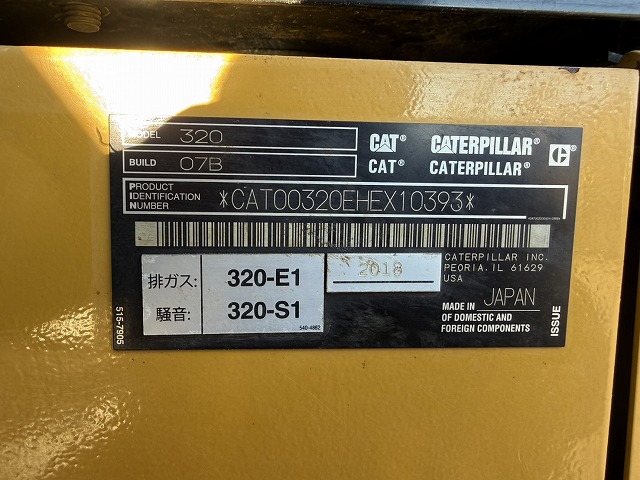 MODEL 320
BUILD 07B
CAT® CATERPILLAR®
CAT® CATERPILLAR®
PRODUCT IDENTIFICATION NUMBER *CAT00320EHEX10393*
排ガス: 320-E1
騒音: 320-S1
540-4862
2018
CATERPILLAR INC.
PEORIA, IL 61629
USA
MADE IN JAPAN
OF DOMESTIC AND
FOREIGN COMPONENTS
ISSUE
515-7905